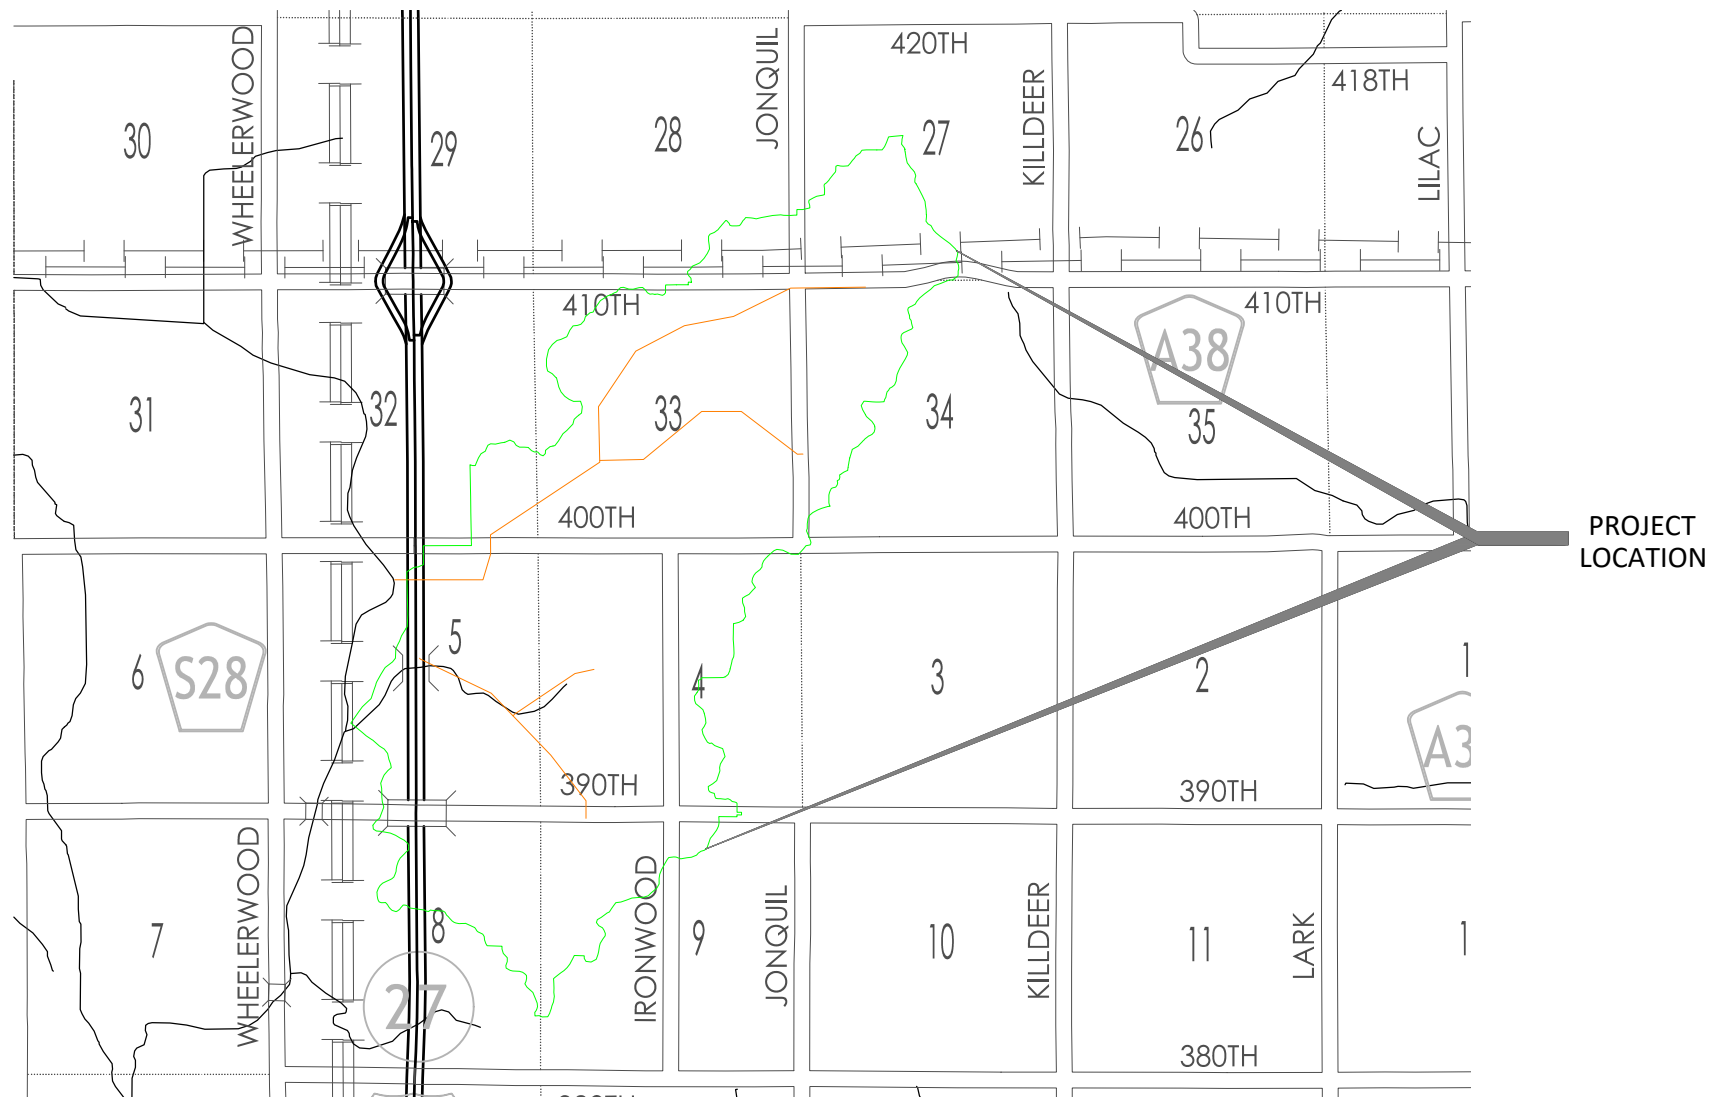 420TH
WHEELERWOOD
JONQUIL
KILLDEER
418TH
LILAC
30
29
28
27
26
410TH
410TH
A38
31
32
33
34
35
400TH
400TH
PROJECT
LOCATION
6
S28
5
4
3
2
1
A3
390TH
390TH
WHEELERWOOD
IRONWOOD
JONQUIL
KILLDEER
LARK
7
8
9
10
11
1
27
380TH